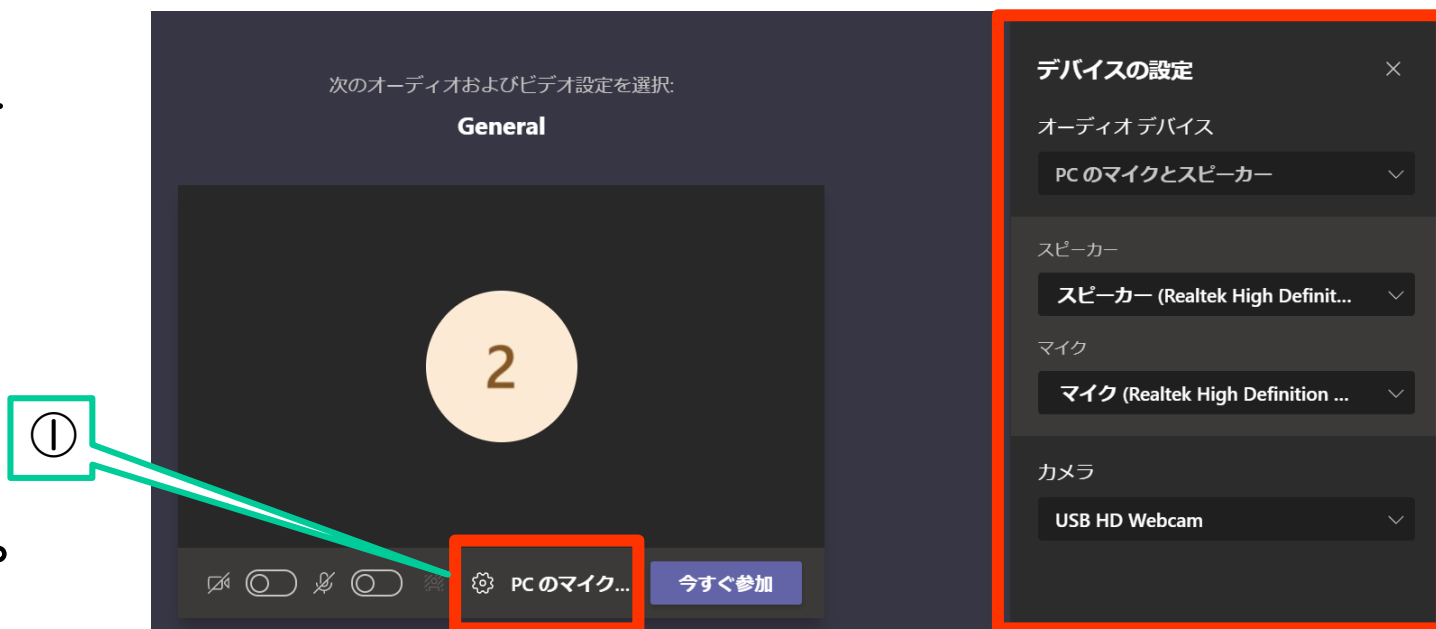 次のオーディオおよびビデオ設定を選択:
General
2
①
PC のマイク...
今すぐ参加
デバイスの設定
オーディオ デバイス
PC のマイクとスピーカー
スピーカー
スピーカー (Realtek High Definit...
マイク
マイク (Realtek High Definition ...
カメラ
USB HD Webcam